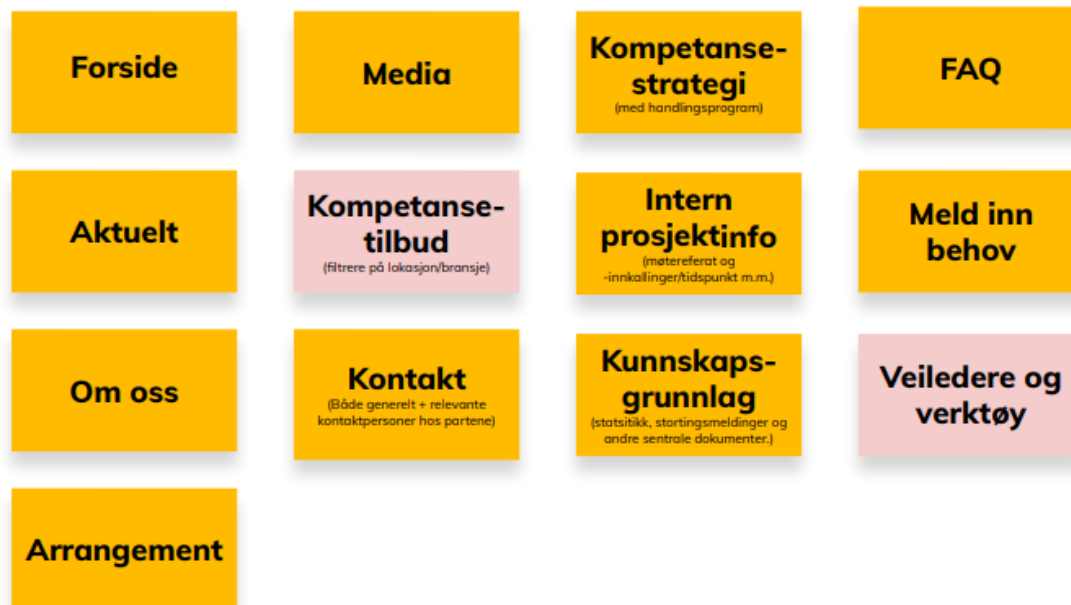 Forside
Media
Kompetanse-
strategi
(med handlingsprogram)
FAQ
Aktuelt
Kompetanse-
tilbud
(filtrere på lokasjon/bransje)
Intern
prosjektinfo
(møtereferat og
-innkallinger/tidspunkt m.m.)
Meld inn
behov
Om oss
Kontakt
(Både generelt + relevante
kontaktpersoner hos partene)
Kunnskaps-
grunnlag
(statsitikk, stortingsmeldinger og
andre sentrale dokumenter.)
Veiledere og
verktøy
Arrangement